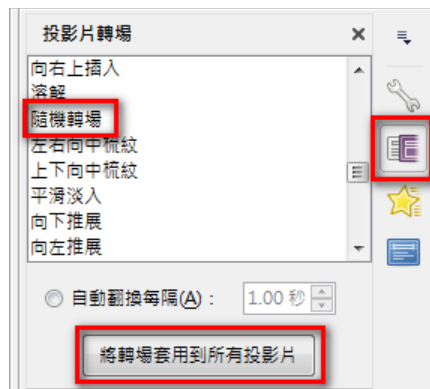 投影片轉場
向右上插入
溶解
隨機轉場
左右向中梳紋
上下向中梳紋
平滑淡入
向下推展
向左推展
自動翻換每隔(A)： 1.00 秒
將轉場套用到所有投影片